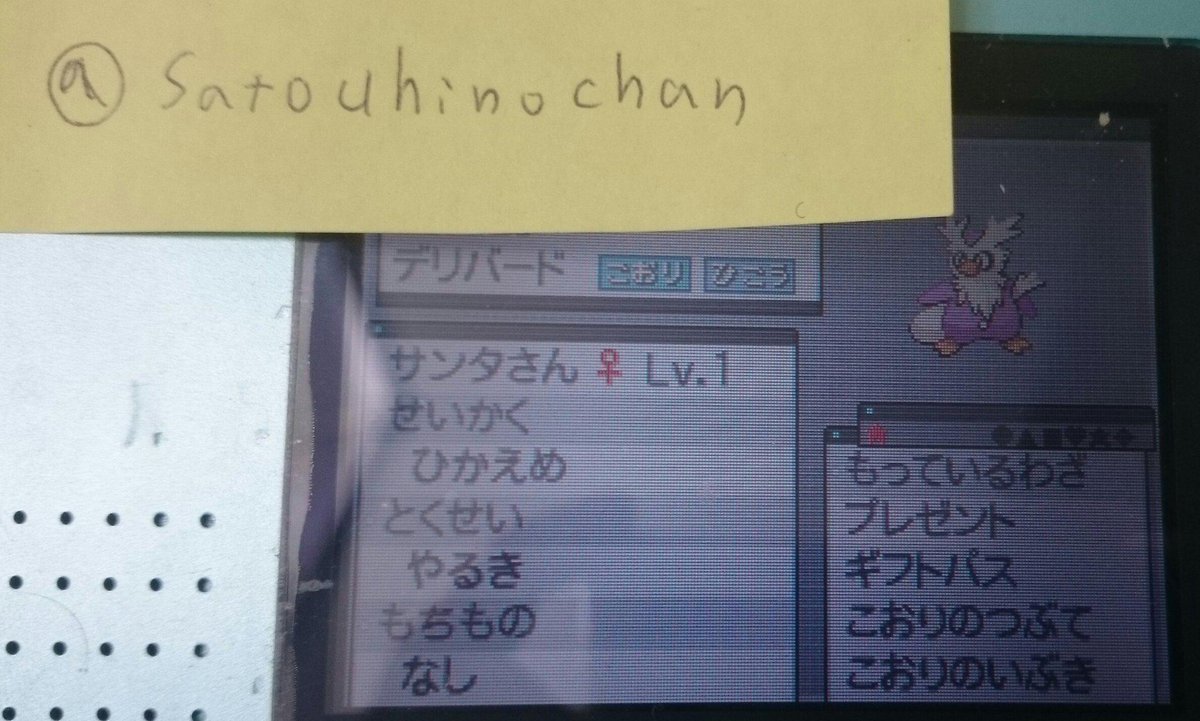 @ Satouhinochan
デリバード こおり ひこう
サンタさん ♀ Lv.1
せいかく
ひかえめ
とくせい
やるき
もちもの
なし
もっているわざ
プレゼント
ギフトパス
こおりのつぶて
こおりのいぶき